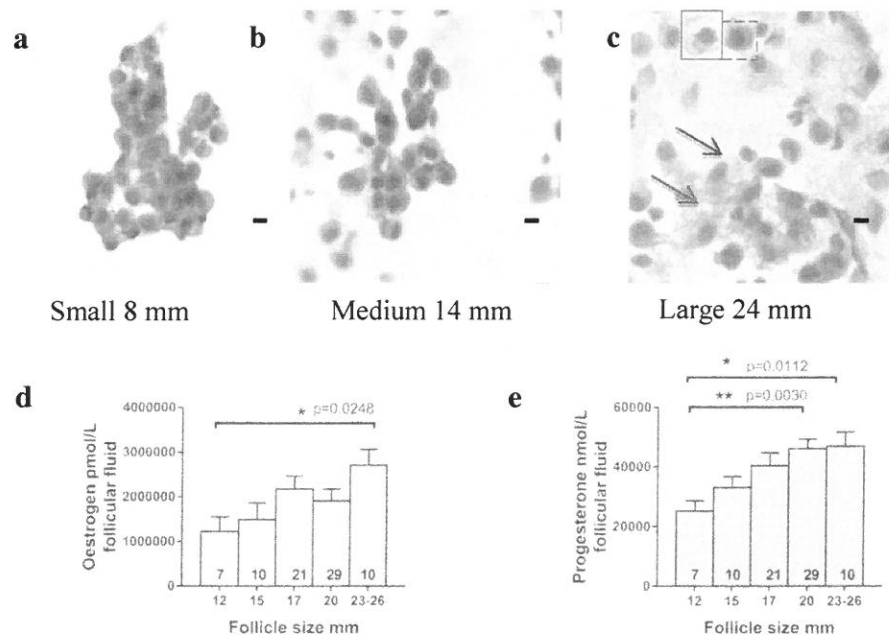 a
b
c
Small 8 mm
Medium 14 mm
Large 24 mm
d
Oestrogen pmol/L
follicular fluid
4000000
3000000
2000000
1000000
0
* p=0.0248
7 10 21 29 10
12 15 17 20 23-26
Follicle size mm
e
Progesterone nmol/L
follicular fluid
60000
40000
20000
0
* p=0.0112
** p=0.0030
7 10 21 29 10
12 15 17 20 23-26
Follicle size mm